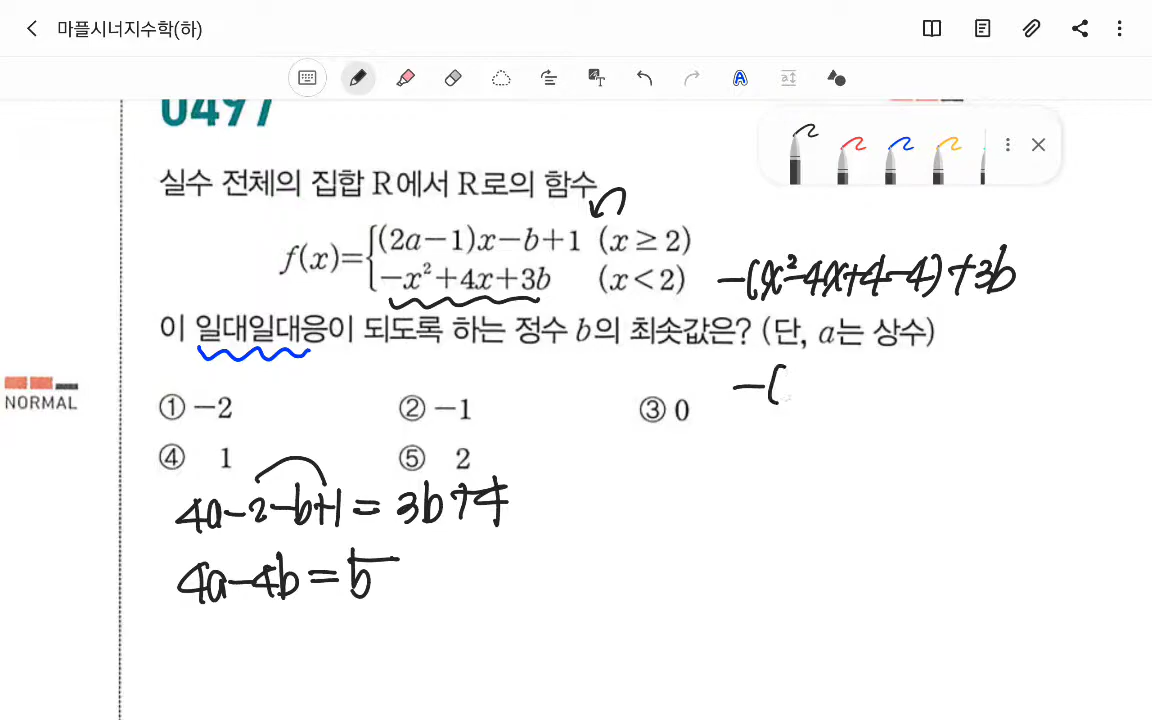 마플시너지수학(하)
0497
실수 전체의 집합 R에서 R로의 함수
f(x)={(2a-1)x-b+1 (x≥2)
-x²+4x+3b (x<2)
-(x²-4x+4-4)+3b
이 일대일대응이 되도록 하는 정수 b의 최솟값은? (단, a는 상수)
-(
NORMAL
① -2 ② -1 ③ 0
④ 1 ⑤ 2
4a-2-b+1=3b+4
4a-4b=5